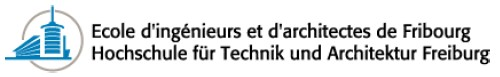 Ecole d'ingénieurs et d'architectes de Fribourg
Hochschule für Technik und Architektur Freiburg